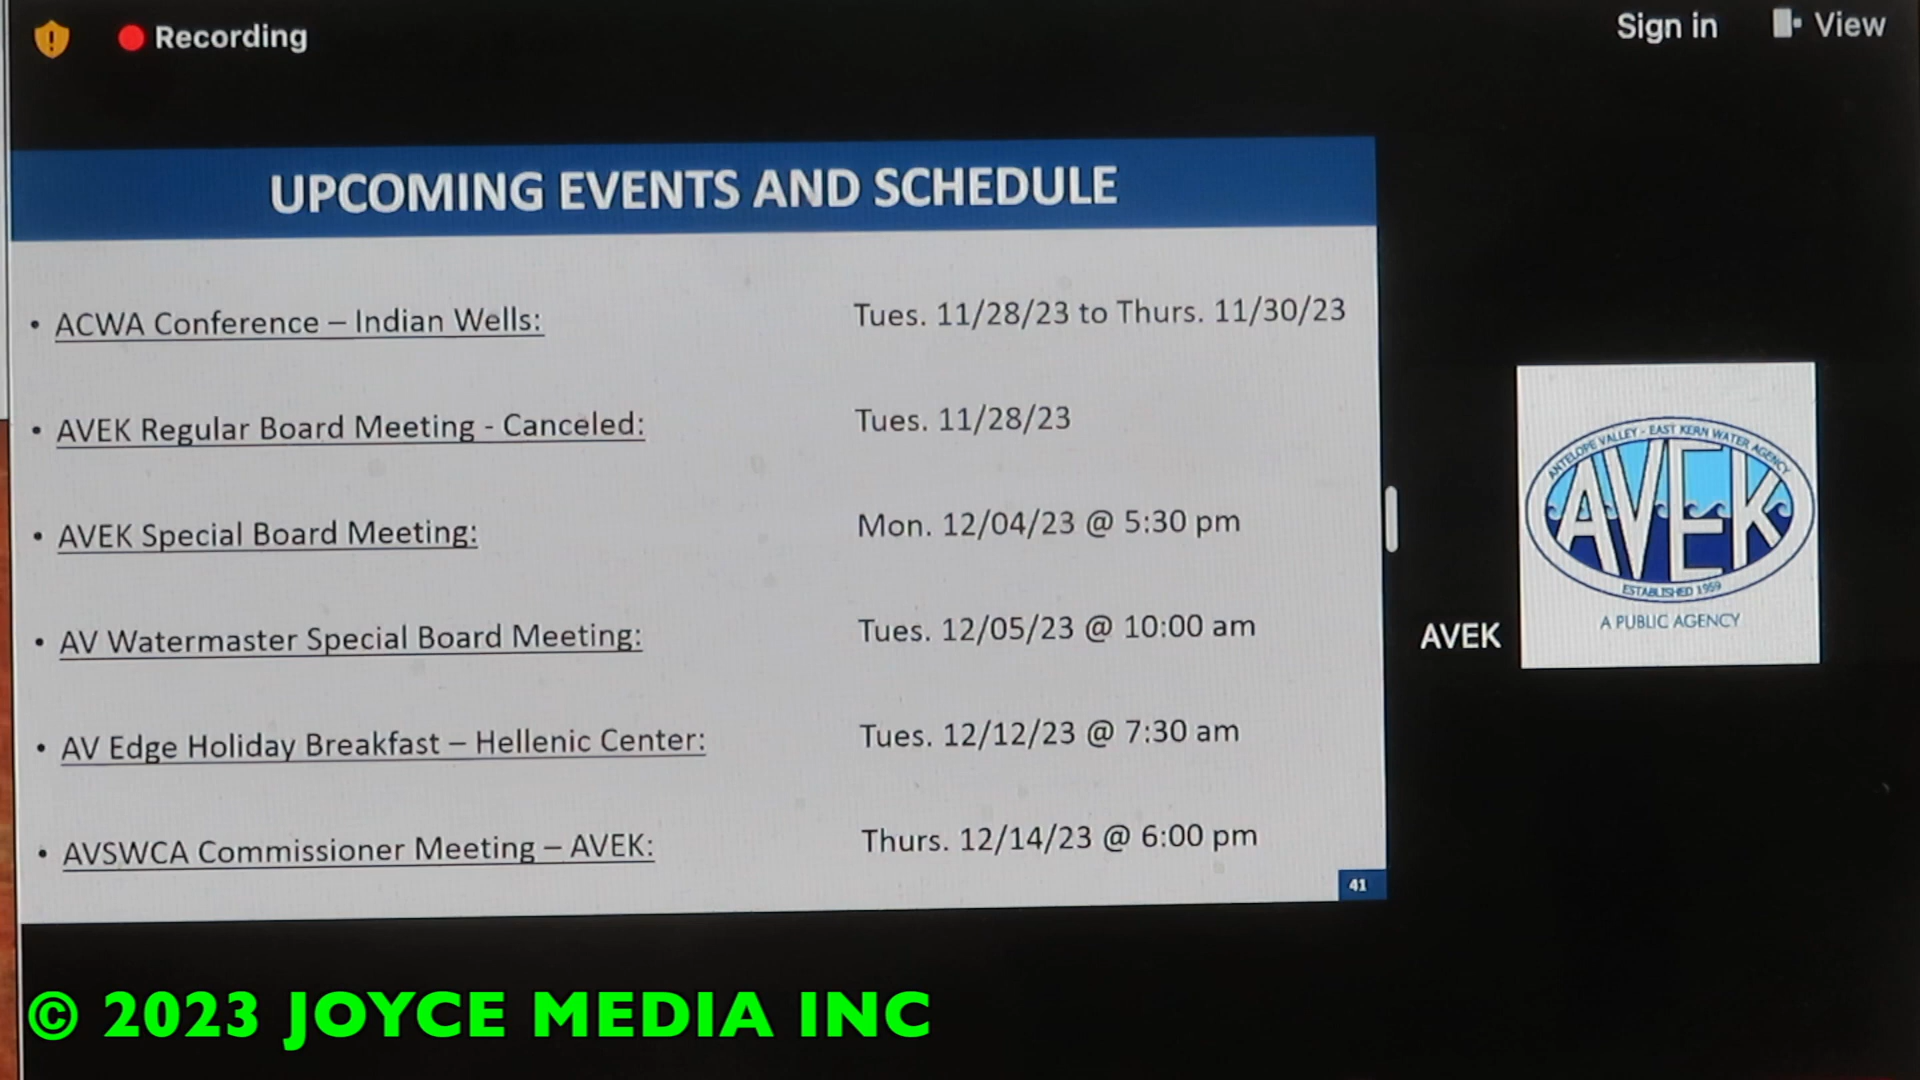 Recording
Sign in
View
UPCOMING EVENTS AND SCHEDULE
• ACWA Conference – Indian Wells: Tues. 11/28/23 to Thurs. 11/30/23
• AVEK Regular Board Meeting - Canceled: Tues. 11/28/23
• AVEK Special Board Meeting: Mon. 12/04/23 @ 5:30 pm
• AV Watermaster Special Board Meeting: Tues. 12/05/23 @ 10:00 am
• AV Edge Holiday Breakfast – Hellenic Center: Tues. 12/12/23 @ 7:30 am
• AVSWCA Commissioner Meeting – AVEK: Thurs. 12/14/23 @ 6:00 pm
41
AVEK
ANTELOPE VALLEY - EAST KERN WATER AGENCY
AVEK
ESTABLISHED 1959
A PUBLIC AGENCY
© 2023 JOYCE MEDIA INC